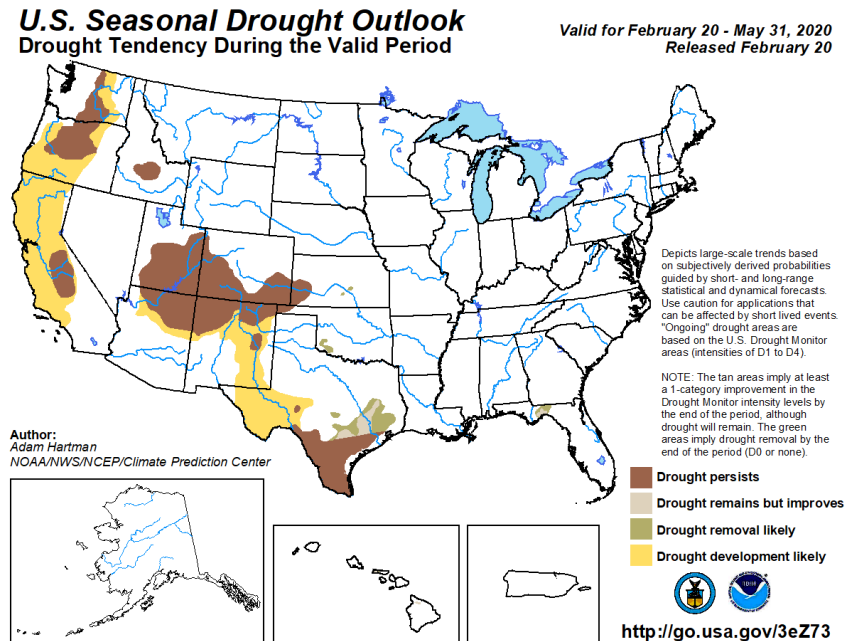 U.S. Seasonal Drought Outlook
Drought Tendency During the Valid Period
Valid for February 20 - May 31, 2020
Released February 20
Depicts large-scale trends based
on subjectively derived probabilities
guided by short- and long-range
statistical and dynamical forecasts.
Use caution for applications that
can be affected by short lived events.
"Ongoing" drought areas are
based on the U.S. Drought Monitor
areas (intensities of D1 to D4).
NOTE: The tan areas imply at least
a 1-category improvement in the
Drought Monitor intensity levels by
the end of the period, although
drought will remain. The green
areas imply drought removal by the
end of the period (D0 or none).
Author:
Adam Hartman
NOAA/NWS/NCEP/Climate Prediction Center
Drought persists
Drought remains but improves
Drought removal likely
Drought development likely
http://go.usa.gov/3eZ73